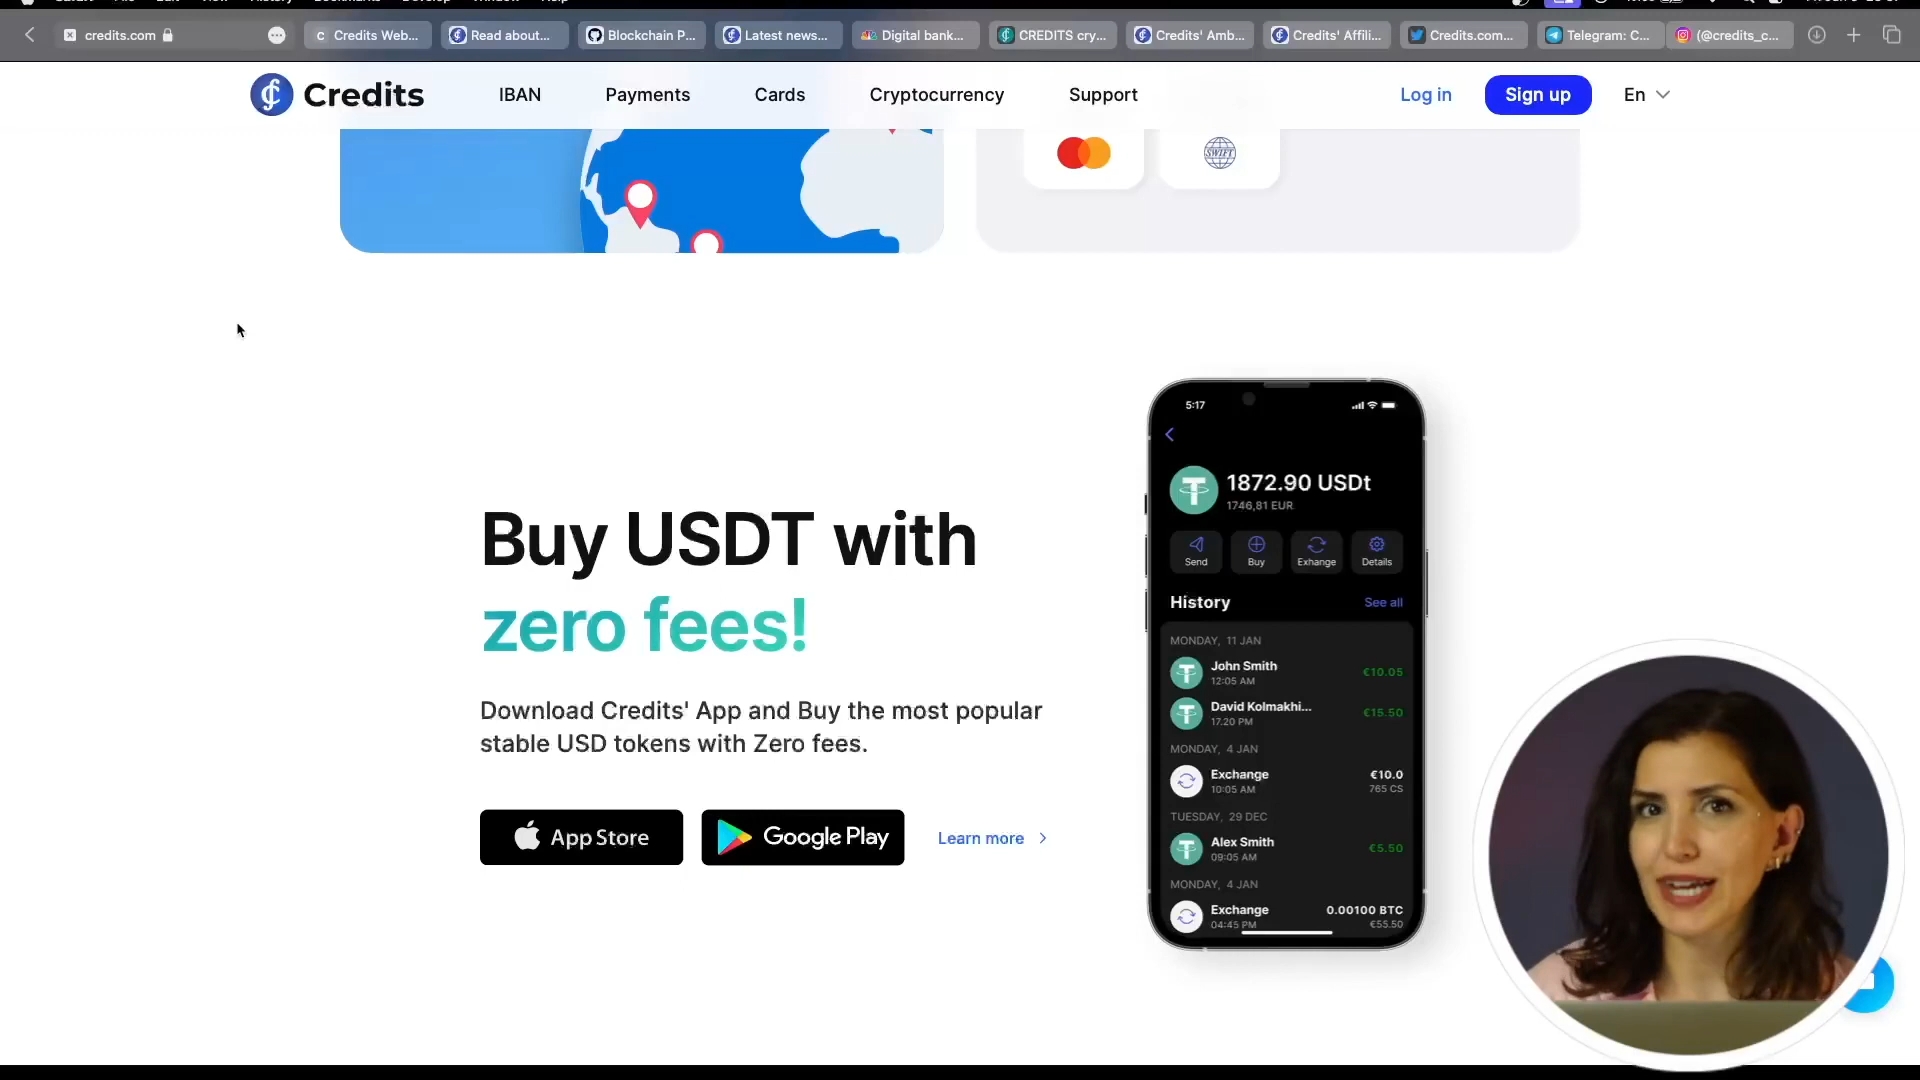 credits.com
Credits Web...
Read about...
Blockchain P...
Latest news...
Digital bank...
CREDITS cry...
Credits' Amb...
Credits' Affili...
Credits.com...
Telegram: C...
(@credits_c...
Credits
IBAN
Payments
Cards
Cryptocurrency
Support
Log in
Sign up
En
SWIFT
Buy USDT with
zero fees!
Download Credits' App and Buy the most popular
stable USD tokens with Zero fees.
App Store
Google Play
Learn more
5:17
1872.90 USDt
1746,81 EUR
Send
Buy
Exhange
Details
History
See all
MONDAY, 11 JAN
John Smith
€10.05
12:05 AM
David Kolmakhi...
€15.50
17.20 PM
MONDAY, 4 JAN
Exchange
€10.0
10:05 AM
765 CS
TUESDAY, 29 DEC
Alex Smith
€5.50
09:05 AM
MONDAY, 4 JAN
Exchange
0.00100 BTC
04:45 PM
€55.50